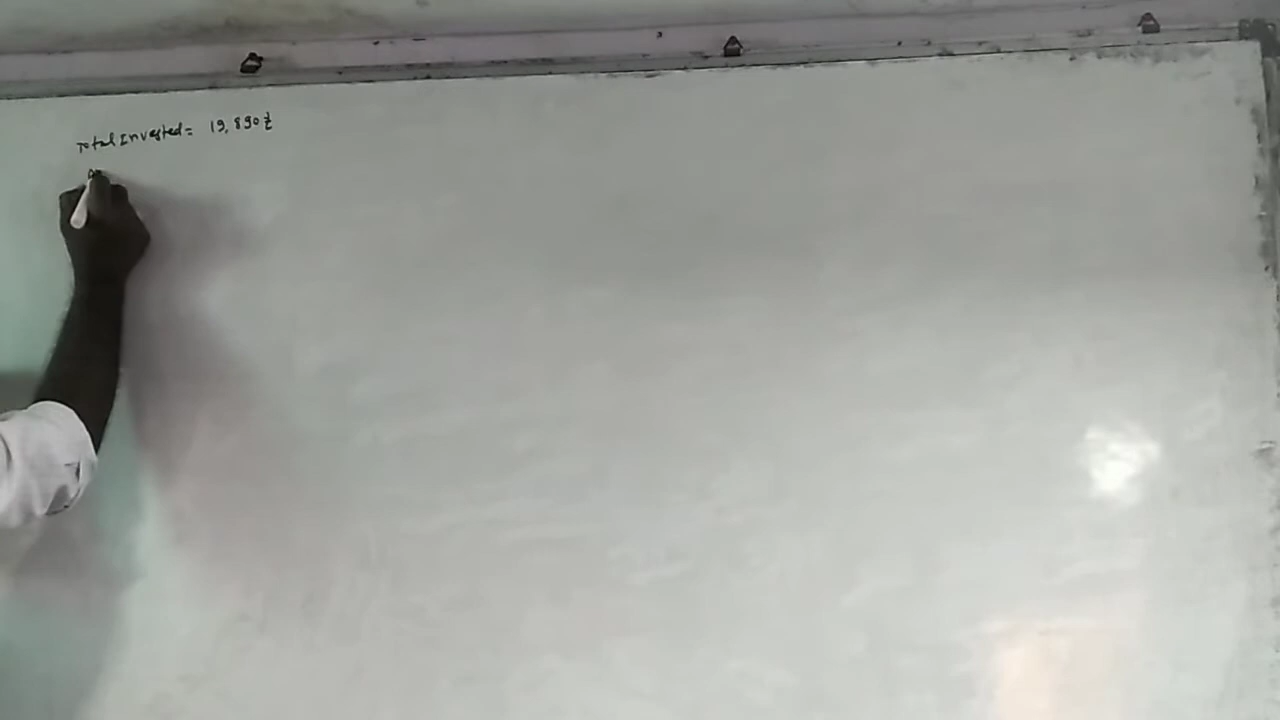 Total Invested= 19,890₹